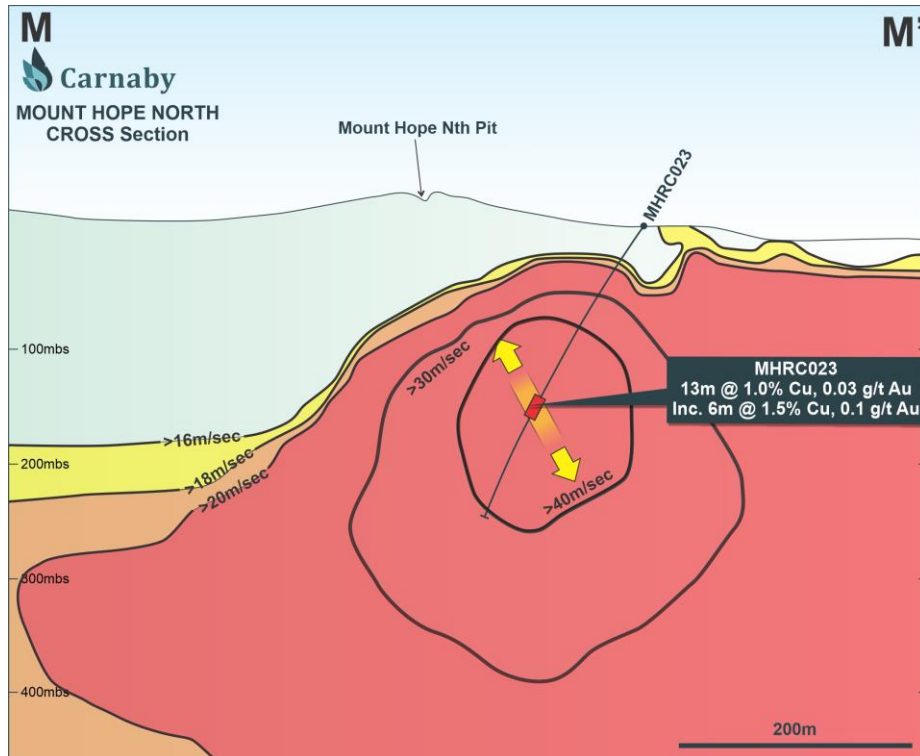 M
M'
Carnaby
MOUNT HOPE NORTH
CROSS Section
Mount Hope Nth Pit
MHRC023
100mbs
>30m/sec
MHRC023
13m @ 1.0% Cu, 0.03 g/t Au
Inc. 6m @ 1.5% Cu, 0.1 g/t Au
>16m/sec
200mbs
>18m/sec
>20m/sec
>40m/sec
300mbs
400mbs
200m